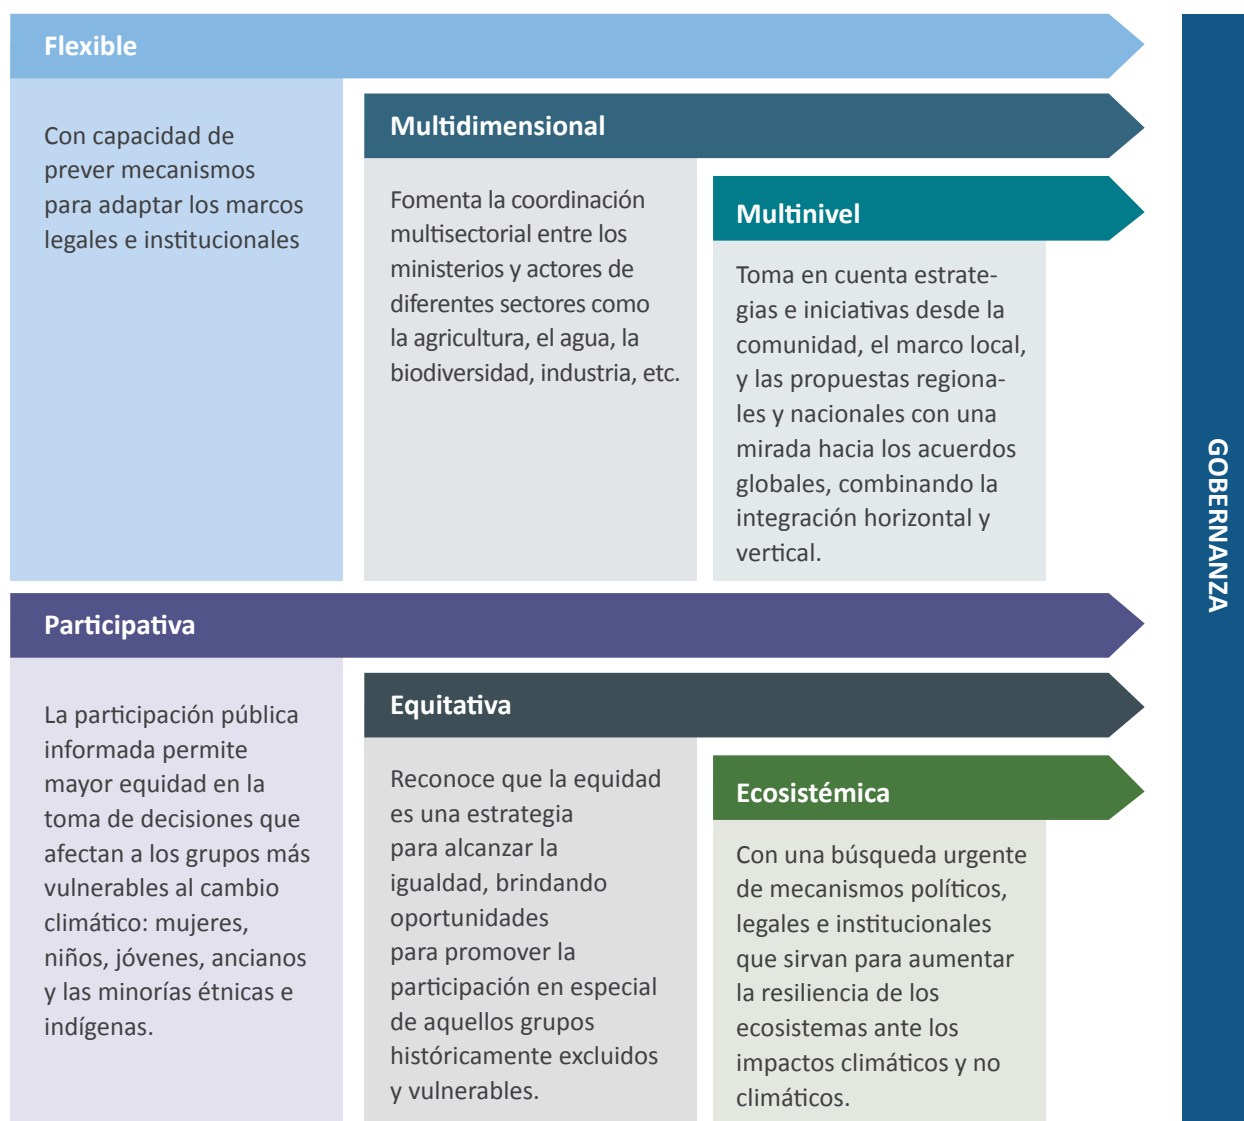 Flexible
Con capacidad de
prever mecanismos
para adaptar los marcos
legales e institucionales
Multidimensional
Fomenta la coordinación
multisectorial entre los
ministerios y actores de
diferentes sectores como
la agricultura, el agua, la
biodiversidad, industria, etc.
Multinivel
Toma en cuenta estrate-
gias e iniciativas desde la
comunidad, el marco local,
y las propuestas regiona-
les y nacionales con una
mirada hacia los acuerdos
globales, combinando la
integración horizontal y
vertical.
Participativa
La participación pública
informada permite
mayor equidad en la
toma de decisiones que
afectan a los grupos más
vulnerables al cambio
climático: mujeres,
niños, jóvenes, ancianos
y las minorías étnicas e
indígenas.
Equitativa
Reconoce que la equidad
es una estrategia
para alcanzar la
igualdad, brindando
oportunidades
para promover la
participación en especial
de aquellos grupos
históricamente excluidos
y vulnerables.
Ecosistémica
Con una búsqueda urgente
de mecanismos políticos,
legales e institucionales
que sirvan para aumentar
la resiliencia de los
ecosistemas ante los
impactos climáticos y no
climáticos.
GOBERNANZA